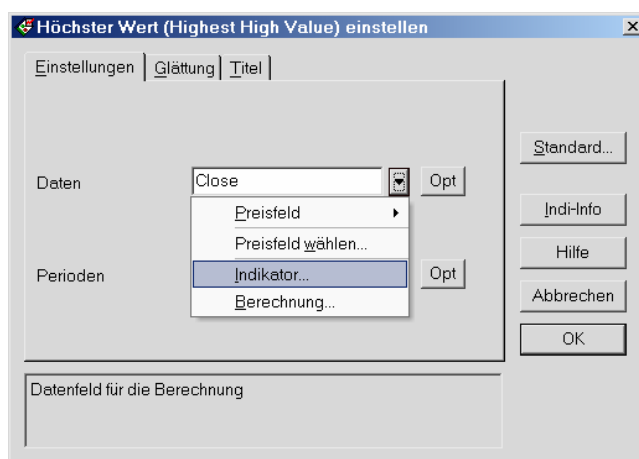 Höchster Wert (Highest High Value) einstellen
Einstellungen Glättung Titel
Standard...
Daten Close Opt
Preisfeld
Indi-Info
Preisfeld wählen...
Hilfe
Perioden Indikator... Opt
Abbrechen
Berechnung...
OK
Datenfeld für die Berechnung